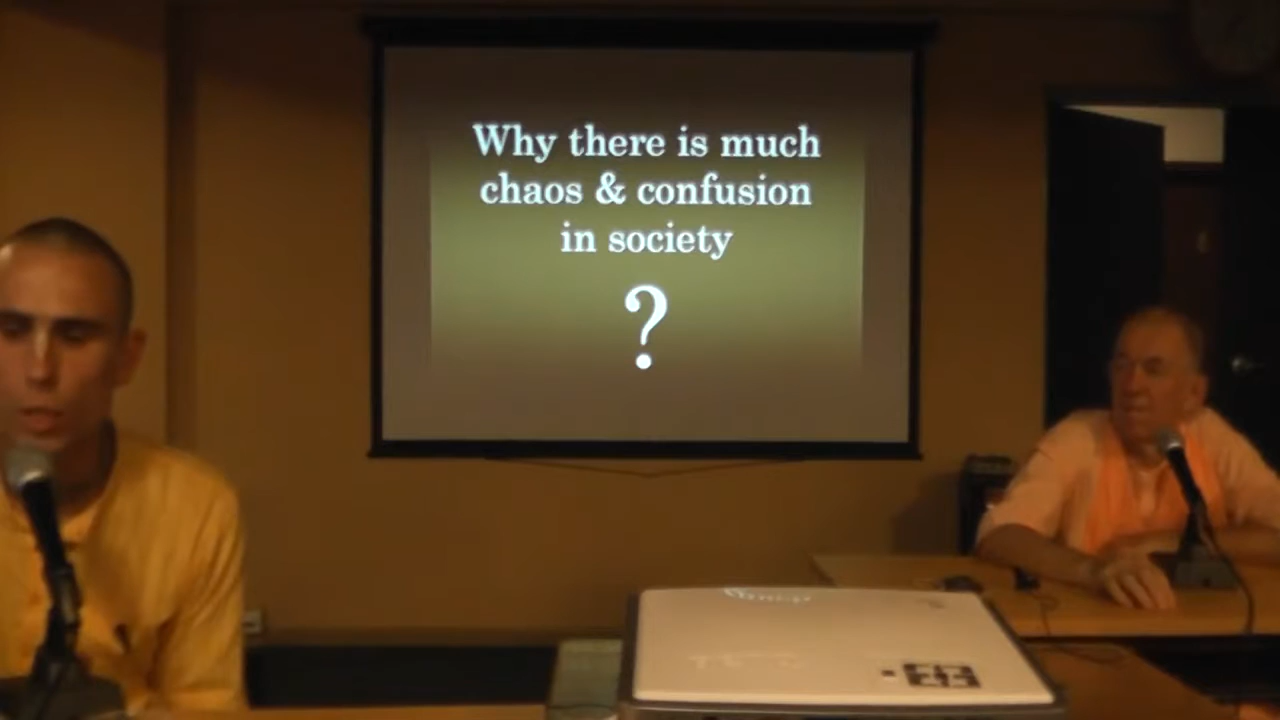 Why there is much
chaos & confusion
in society
?